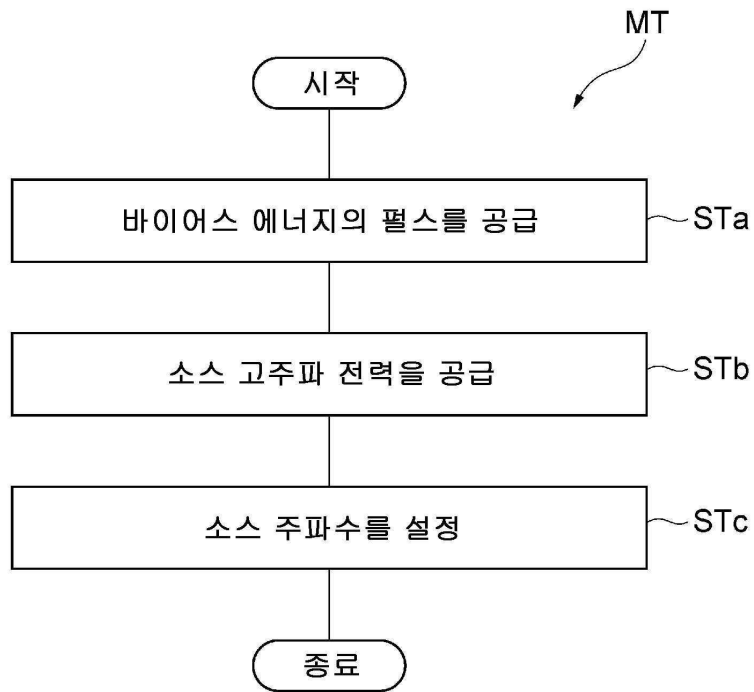 MT
시작
바이어스 에너지의 펄스를 공급
STa
소스 고주파 전력을 공급
STb
소스 주파수를 설정
STc
종료